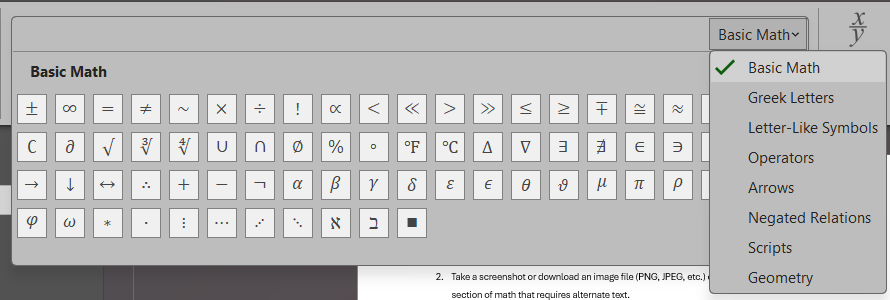 Basic Math
x/y
Basic Math
± ∞ = ≠ ~ × ÷ ! ∝ < ≪ > ≫ ≤ ≥ ∓ ≅ ≈
∁ ∂ √ ∛ ∜ ∪ ∩ ∅ % ° °F °C ∆ ∇ ∃ ∄ ∈ ∋
→ ↓ ↔ ∴ + − ¬ α β γ δ ε ϵ θ ϑ μ π ρ
φ ω * ∙ ⋮ ⋯ ⋰ ⋱ ℵ ℶ ∎
Basic Math
Greek Letters
Letter-Like Symbols
Operators
Arrows
Negated Relations
Scripts
Geometry
2. Take a screenshot or download an image file (PNG, JPEG, etc.)
section of math that requires alternate text.